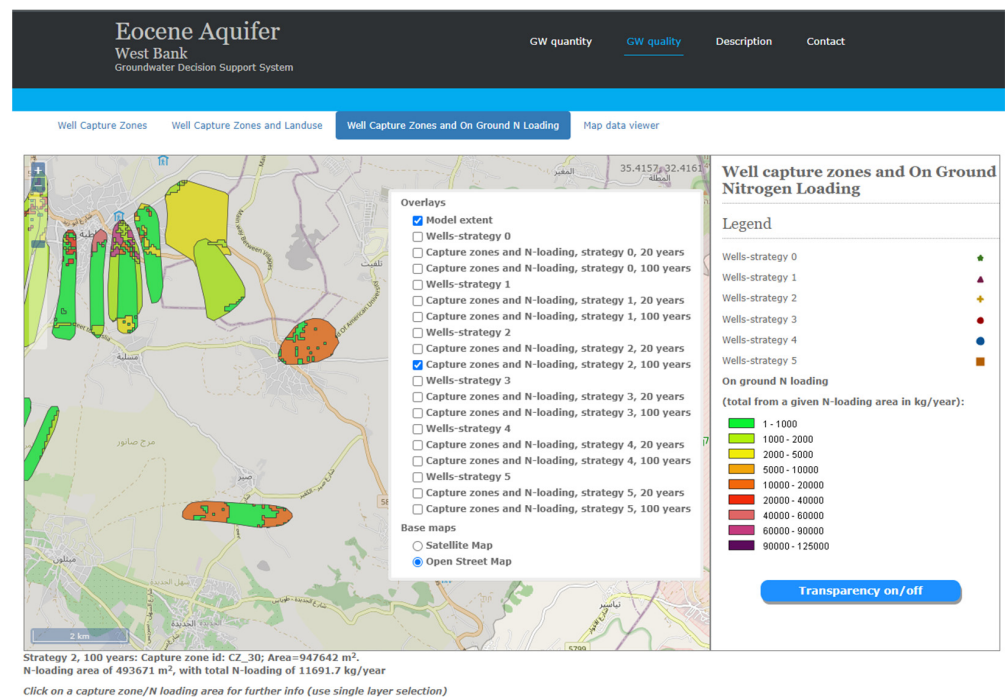 Eocene Aquifer
West Bank
Groundwater Decision Support System
GW quantity
GW quality
Description
Contact
Well Capture Zones
Well Capture Zones and Landuse
Well Capture Zones and On Ground N Loading
Map data viewer
+
35.4157, 32.4161
المغير
تلفيت
مسلية
مرج صانور
صير
ميثلون
سهل الجديدة
الجديدة
تياسير
5799
2 km
Overlays
Model extent
Wells-strategy 0
Capture zones and N-loading, strategy 0, 20 years
Capture zones and N-loading, strategy 0, 100 years
Wells-strategy 1
Capture zones and N-loading, strategy 1, 20 years
Capture zones and N-loading, strategy 1, 100 years
Wells-strategy 2
Capture zones and N-loading, strategy 2, 20 years
Capture zones and N-loading, strategy 2, 100 years
Wells-strategy 3
Capture zones and N-loading, strategy 3, 20 years
Capture zones and N-loading, strategy 3, 100 years
Wells-strategy 4
Capture zones and N-loading, strategy 4, 20 years
Capture zones and N-loading, strategy 4, 100 years
Wells-strategy 5
Capture zones and N-loading, strategy 5, 20 years
Capture zones and N-loading, strategy 5, 100 years
Base maps
Satellite Map
Open Street Map
Well capture zones and On Ground
Nitrogen Loading
Legend
Wells-strategy 0
Wells-strategy 1
Wells-strategy 2
Wells-strategy 3
Wells-strategy 4
Wells-strategy 5
On ground N loading
(total from a given N-loading area in kg/year):
1 - 1000
1000 - 2000
2000 - 5000
5000 - 10000
10000 - 20000
20000 - 40000
40000 - 60000
60000 - 90000
90000 - 125000
Transparency on/off
Strategy 2, 100 years: Capture zone id: CZ_30; Area=947642 m².
N-loading area of 493671 m², with total N-loading of 11691.7 kg/year
Click on a capture zone/N loading area for further info (use single layer selection)